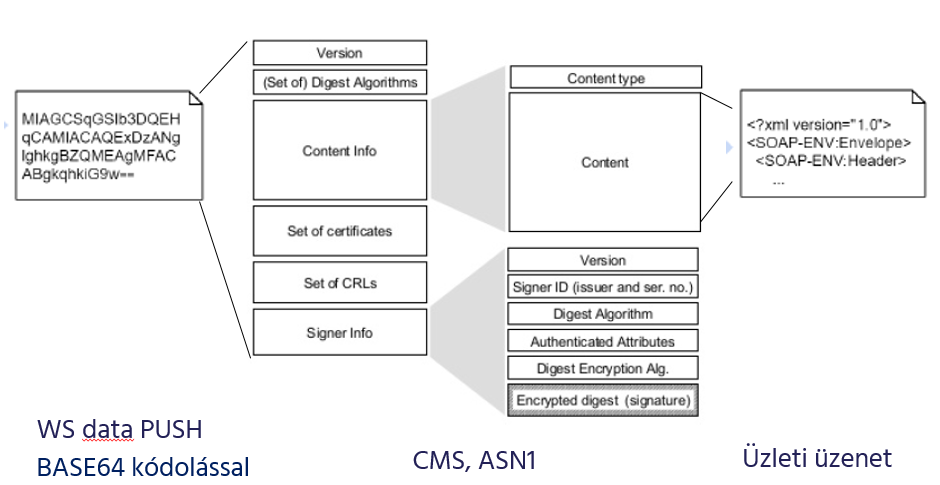 MIAGCSqGSIb3DQEH
qCAMIACAQExDzANg
lghkgBZQMEAgMFAC
ABgkqhkiG9w==
Version
(Set of) Digest Algorithms
Content Info
Set of certificates
Set of CRLs
Signer Info
Content type
Content
Version
Signer ID (issuer and ser. no.)
Digest Algorithm
Authenticated Attributes
Digest Encryption Alg.
Encrypted digest (signature)
<?xml version="1.0">
<SOAP-ENV:Envelope>
<SOAP-ENV:Header>
...
WS data PUSH
BASE64 kódolással
CMS, ASN1
Üzleti üzenet